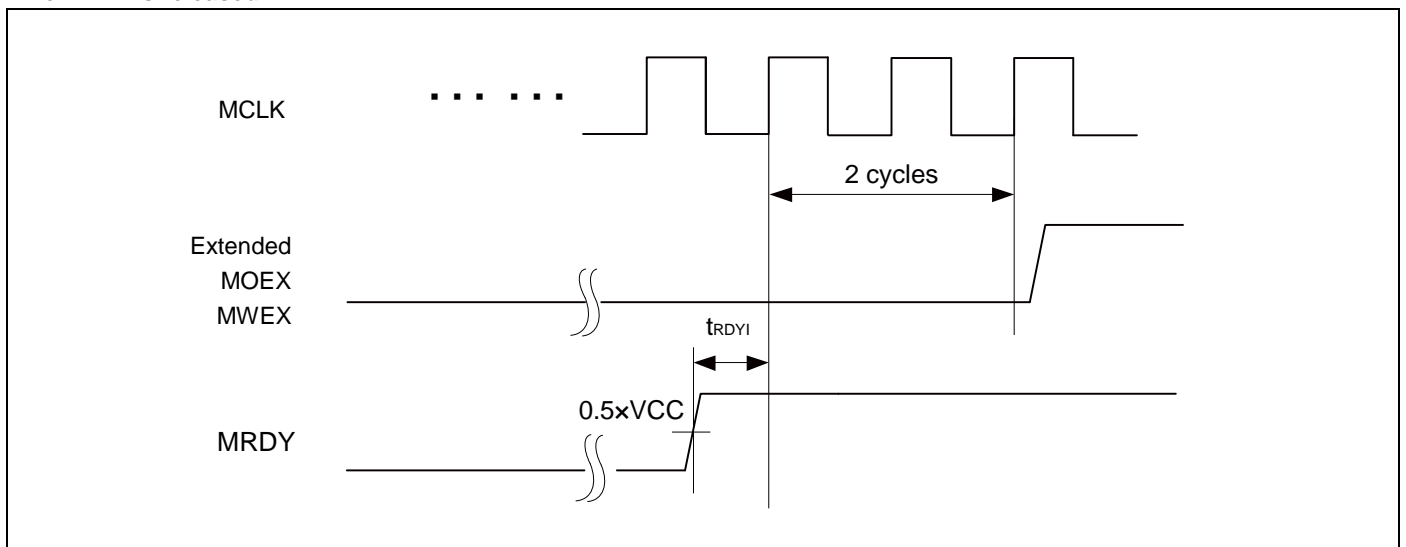 MCLK
... ...
2 cycles
Extended
MOEX
MWEX
tRDYI
0.5×VCC
MRDY